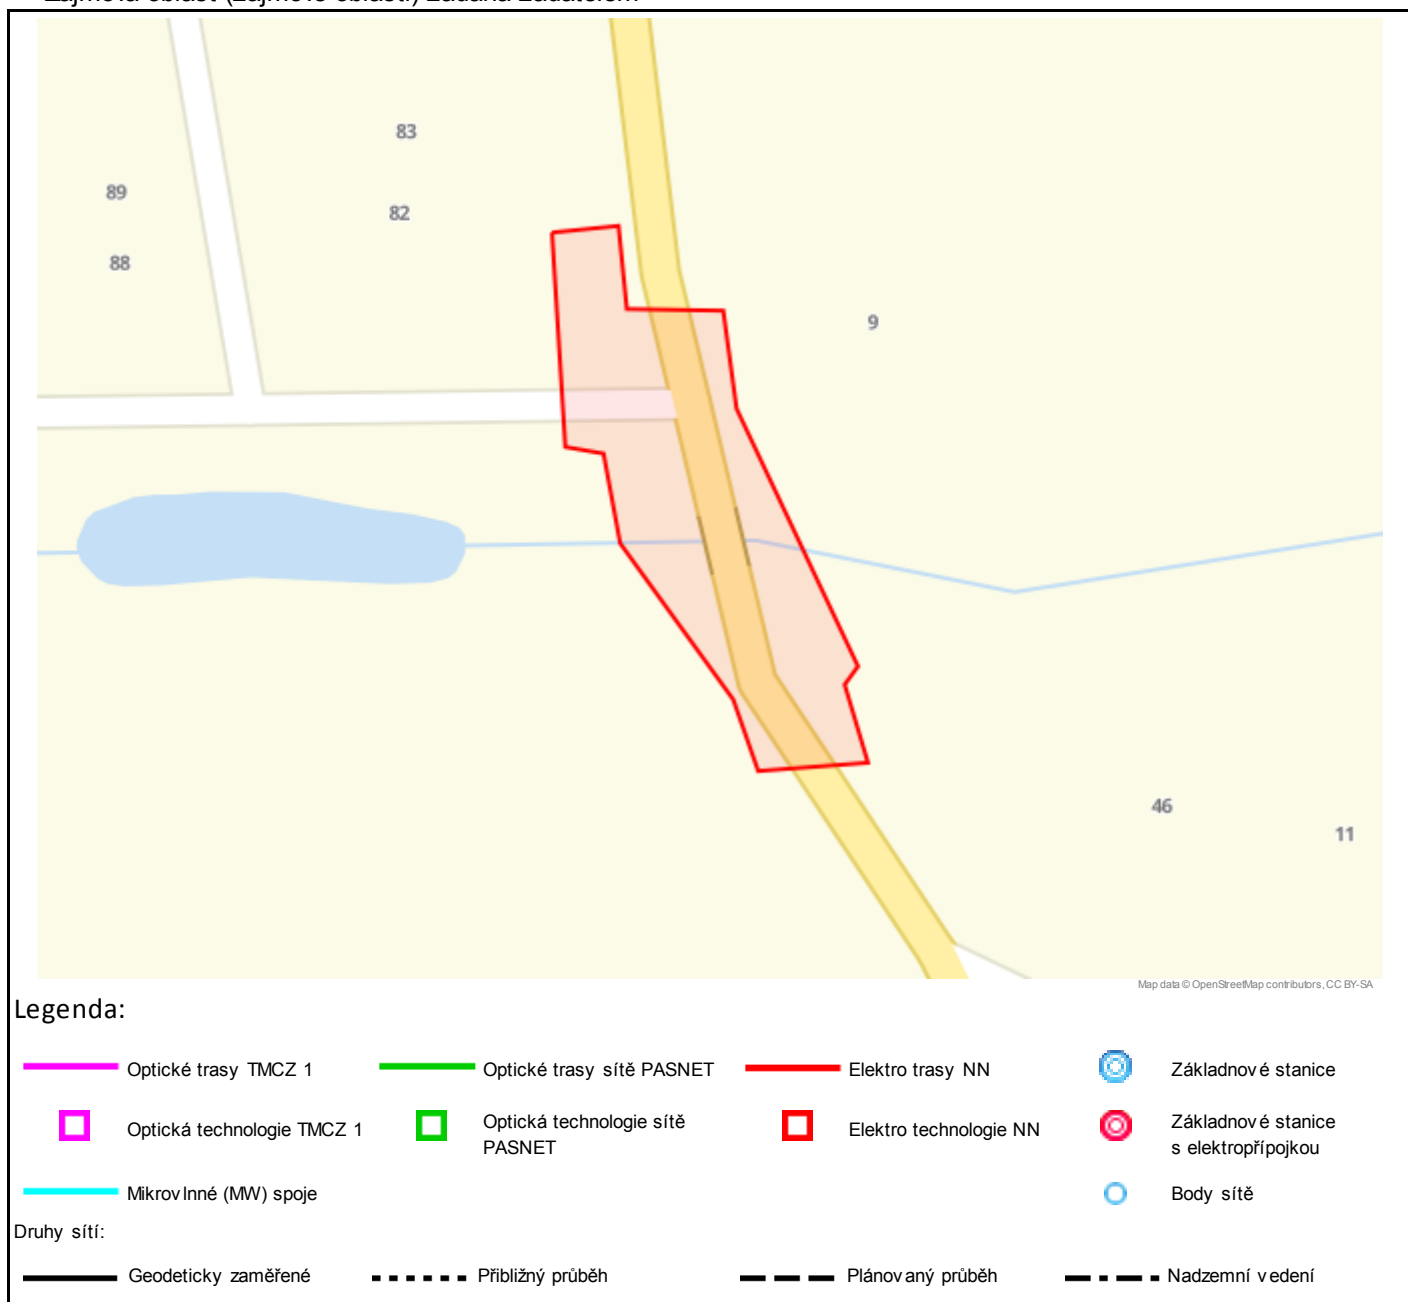 83
89
82
88
9
46
11
Map data © OpenStreetMap contributors, CC BY-SA
Legenda:
Optické trasy TMCZ 1
Optické trasy sítě PASNET
Elektro trasy NN
Základnové stanice
Optická technologie TMCZ 1
Optická technologie sítě
PASNET
Elektro technologie NN
Základnové stanice
s elektropřípojkou
Mikrovlnné (MW) spoje
Body sítě
Druhy sítí:
Geodeticky zaměřené
Přibližný průběh
Plánovaný průběh
Nadzemní vedení